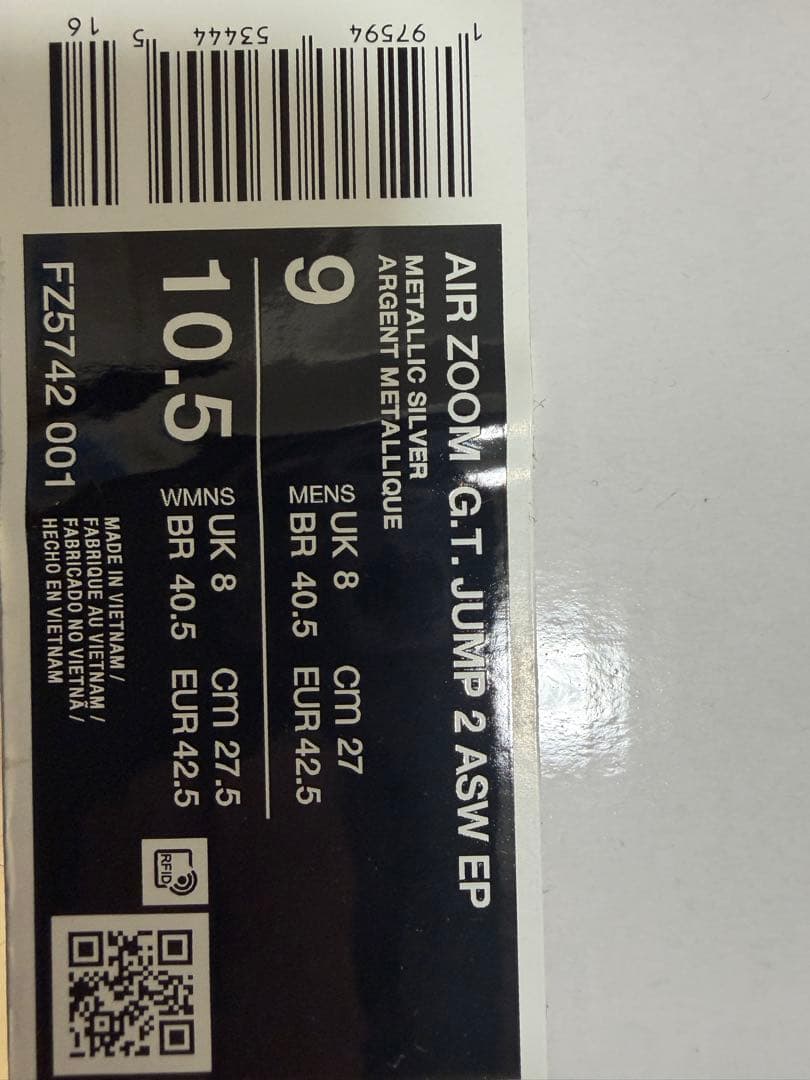 AIR ZOOM G.T. JUMP 2 ASW EP
METALLIC SILVER
ARGENT METALLIQUE
9 MENS UK 8 CM 27
BR 40.5 EUR 42.5
10.5 WMNS UK 8 CM 27.5
BR 40.5 EUR 42.5
FZ5742 001
MADE IN VIETNAM /
FABRIQUE AU VIETNAM /
FABRICADO NO VIETNÃ /
HECHO EN VIETNAM
RFID
1 97594 53444 5 16